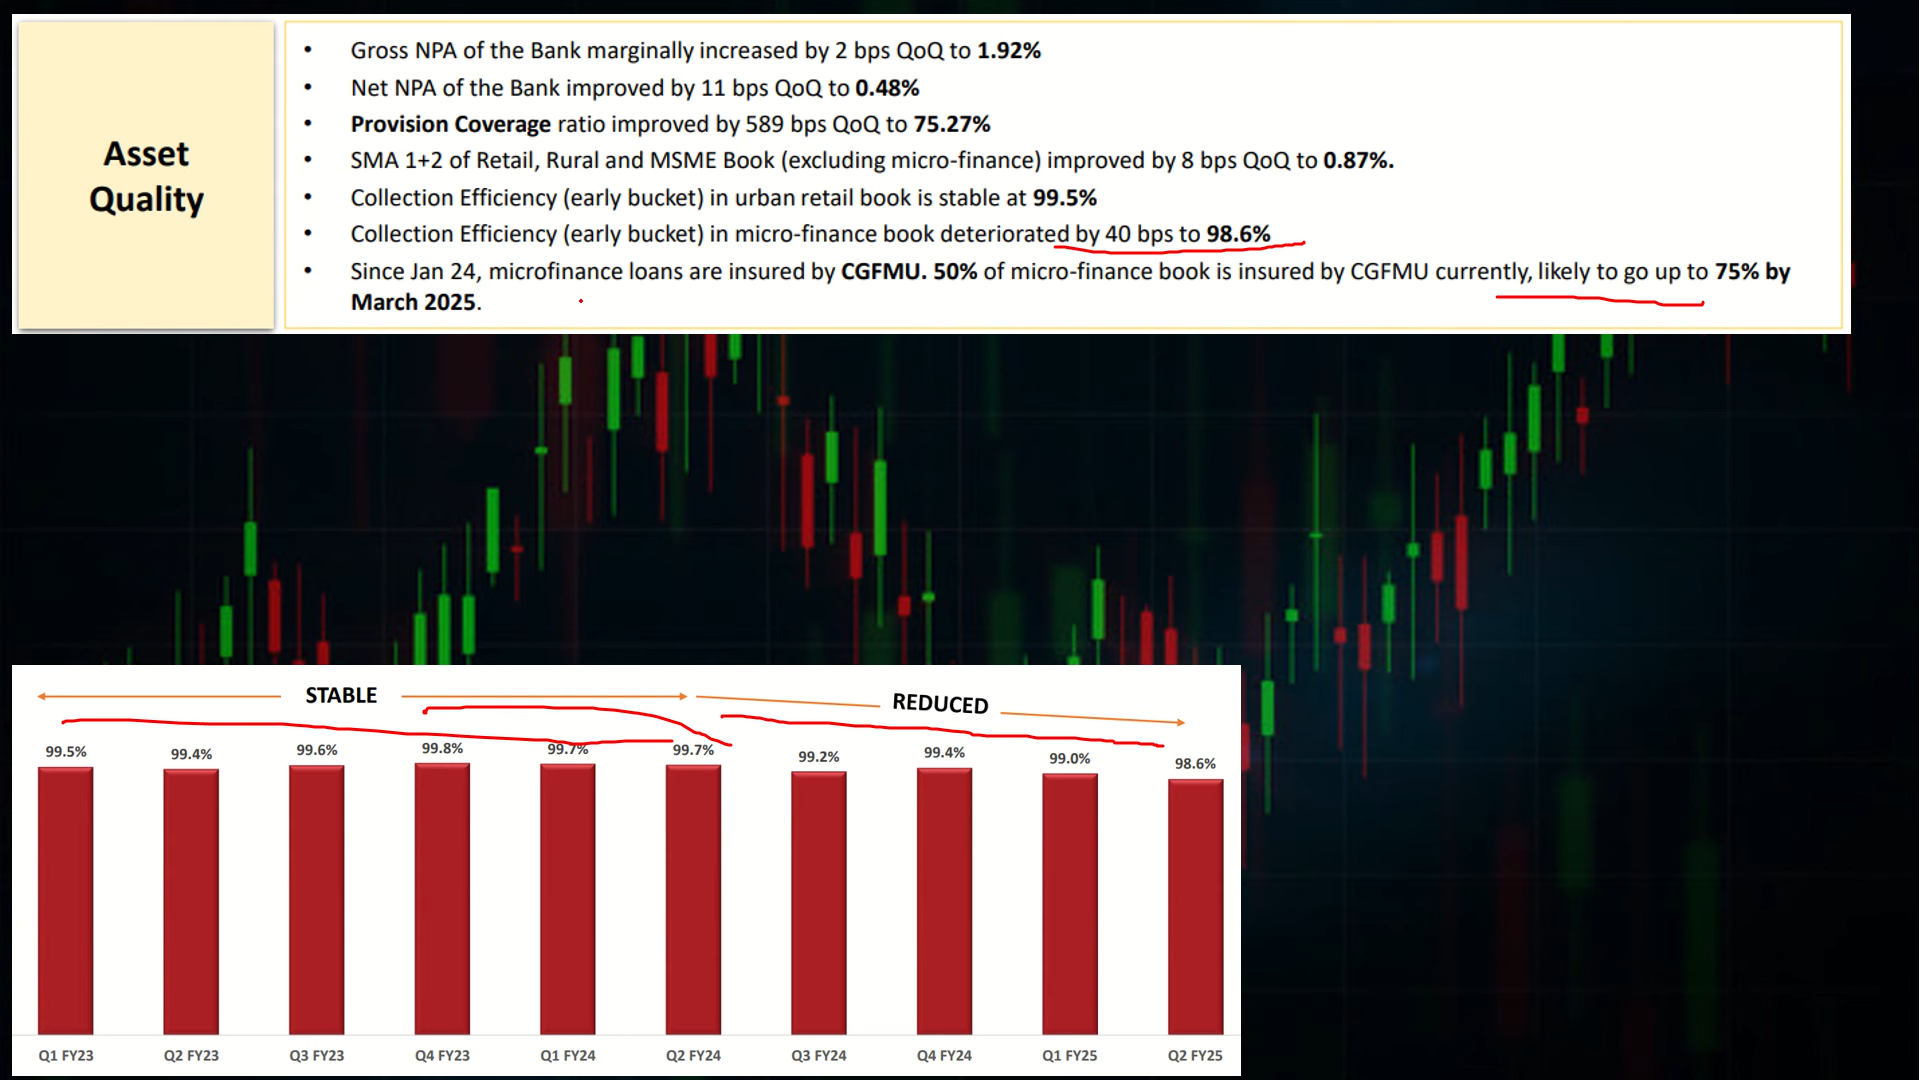 Asset
Quality
• Gross NPA of the Bank marginally increased by 2 bps QoQ to 1.92%
• Net NPA of the Bank improved by 11 bps QoQ to 0.48%
• Provision Coverage ratio improved by 589 bps QoQ to 75.27%
• SMA 1+2 of Retail, Rural and MSME Book (excluding micro-finance) improved by 8 bps QoQ to 0.87%.
• Collection Efficiency (early bucket) in urban retail book is stable at 99.5%
• Collection Efficiency (early bucket) in micro-finance book deteriorated by 40 bps to 98.6%
• Since Jan 24, microfinance loans are insured by CGFMU. 50% of micro-finance book is insured by CGFMU currently, likely to go up to 75% by
March 2025.
STABLE REDUCED
99.5% 99.4% 99.6% 99.8% 99.7% 99.7% 99.2% 99.4% 99.0% 98.6%
Q1 FY23 Q2 FY23 Q3 FY23 Q4 FY23 Q1 FY24 Q2 FY24 Q3 FY24 Q4 FY24 Q1 FY25 Q2 FY25